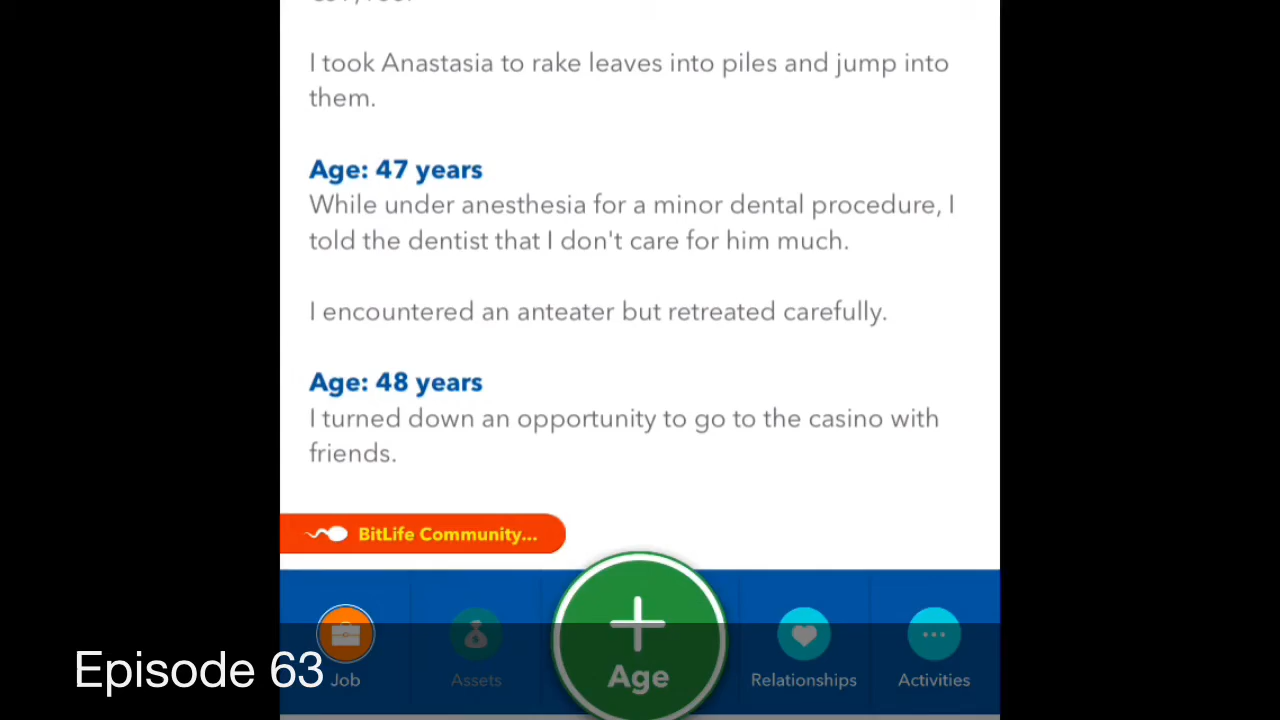 I took Anastasia to rake leaves into piles and jump into
them.
Age: 47 years
While under anesthesia for a minor dental procedure, I
told the dentist that I don't care for him much.
I encountered an anteater but retreated carefully.
Age: 48 years
I turned down an opportunity to go to the casino with
friends.
BitLife Community...
Job
Assets
Age
Relationships
Activities
Episode 63